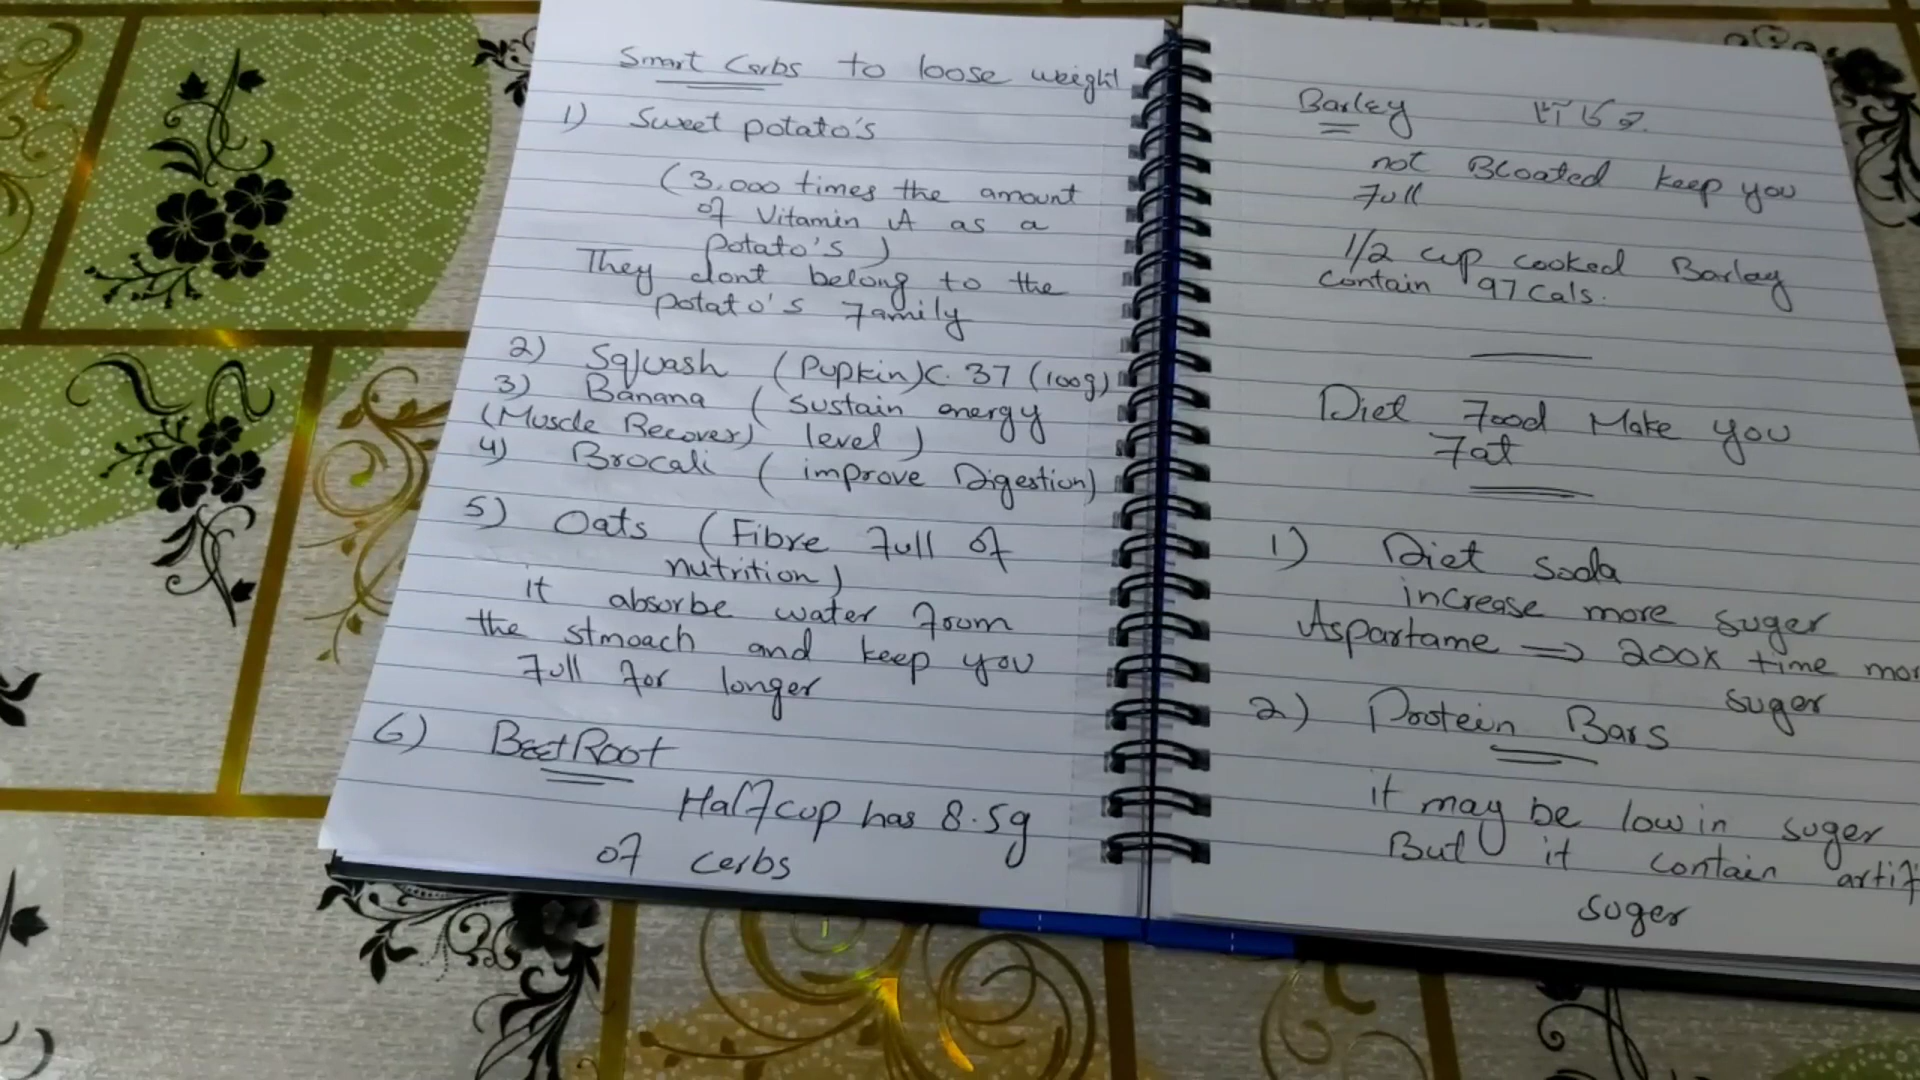 Smart Cerbs to loose weight
1) Sweet potato's
(3,000 times the amount
of Vitamin A as a
potato's)
They dont belong to the
potato's family
2) Sqluash (Pupkin) C. 37 (100g)
3) Banana (Sustain energy
(Muscle Recover) level)
4) Brocali (improve Digestion)
5) Oats (Fibre full of
nutrition)
it absorbe water from
the stmoach and keep you
full for longer
6) BeetRoot
Half cup has 8.5g
of cerbs
Barley
not Bloated keep you
full
1/2 cup cooked Barley
contain 97 Cals.
Diet food Make you
fat
1) Diet soda
increase more suger
Aspartame ⇒ 200X time mor
suger
2) Protein Bars
it may be low in suger
But it contain artif
suger